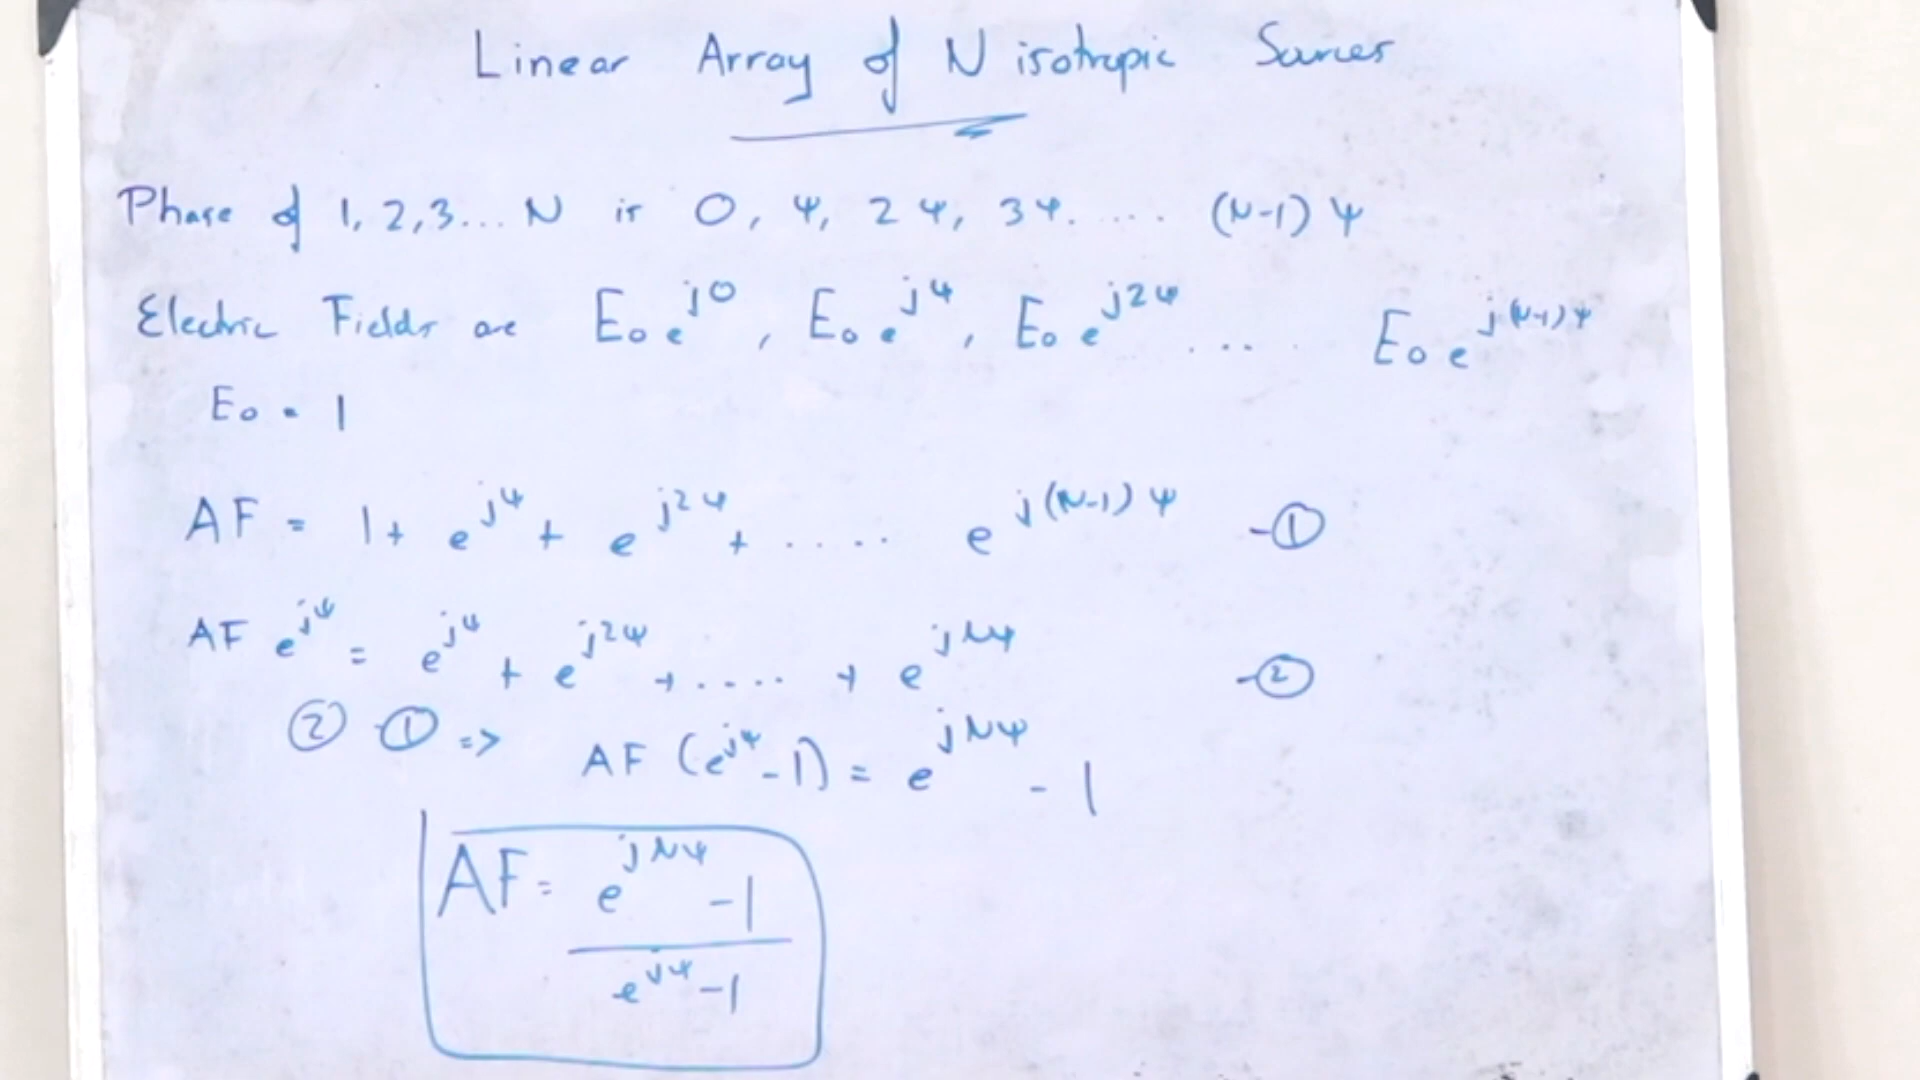 Linear Array of N isotropic Sources
Phase of 1, 2, 3... N is 0, ψ, 2ψ, 3ψ..... (N-1)ψ
Electric Fields are E₀e^{j0}, E₀e^{jψ}, E₀e^{j2ψ} .... E₀e^{j(N-1)ψ}
E₀ = 1
AF = 1 + e^{jψ} + e^{j2ψ} + ..... e^{j(N-1)ψ} -①
AF e^{jψ} = e^{jψ} + e^{j2ψ} + .... + e^{jNψ} -②
② - ① => AF (e^{jψ} - 1) = e^{jNψ} - 1
AF = (e^{jNψ} - 1) / (e^{jψ} - 1)